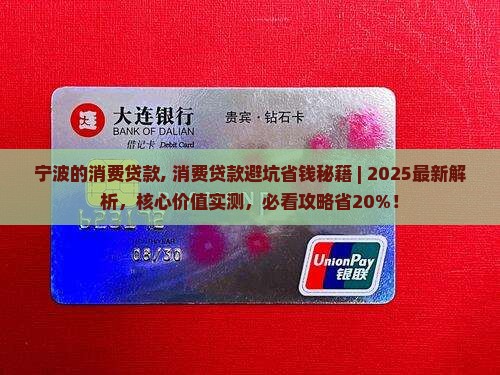 大连银行
BANK OF DALIAN
贵宾·钻石卡
借记卡 Debit Card
宁波的消费贷款, 消费贷款避坑省钱秘籍 | 2025最新解
析，核心价值实测，必看攻略省20%！
08/30
UnionPay
银联